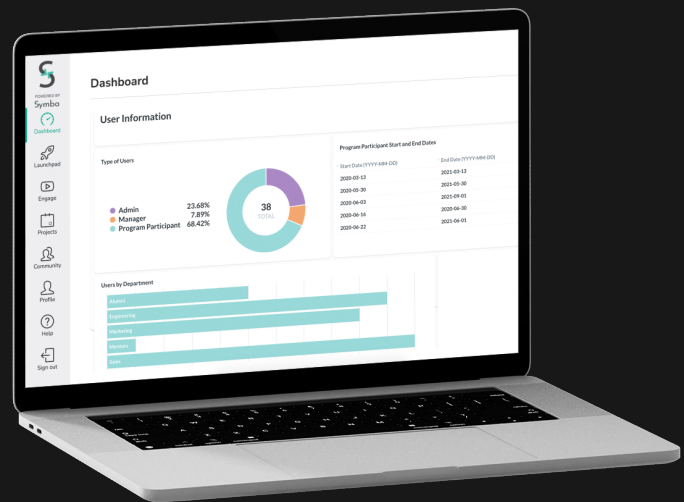 POWERED BY
Symba
Dashboard
Launchpad
Engage
Projects
Community
Profile
Help
Sign out
Dashboard
User Information
Type of Users
Admin 23.68%
Manager 7.89%
Program Participant 68.42%
38
TOTAL
Program Participant Start and End Dates
Start Date (YYYY-MM-DD) End Date (YYYY-MM-DD)
2020-03-13 2021-03-13
2020-05-30 2021-05-30
2020-06-03 2021-09-01
2020-06-16 2020-06-30
2020-06-22 2021-06-01
Users by Department
Alumni
Engineering
Marketing
Mentors
Sales